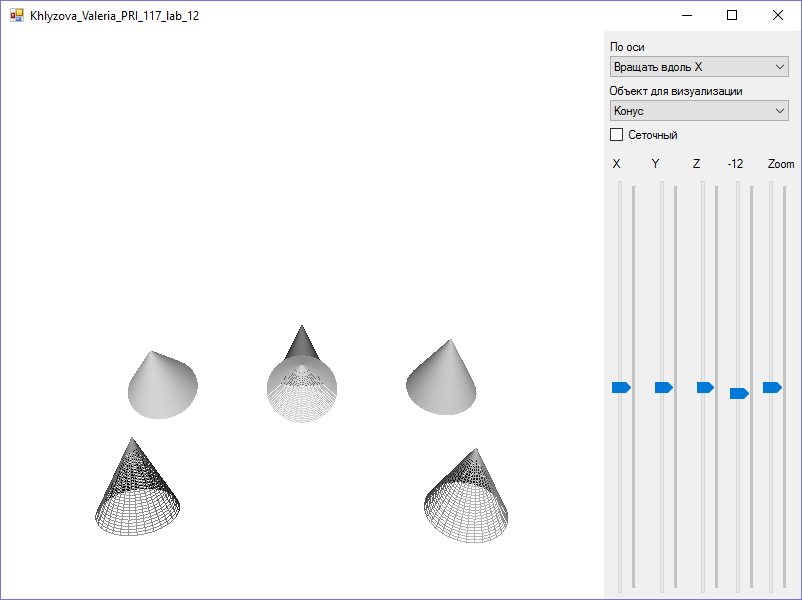 Khlyzova_Valeria_PRI_117_lab_12
По оси
Вращать вдоль X
Объект для визуализации
Конус
Сеточный
X Y Z -12 Zoom